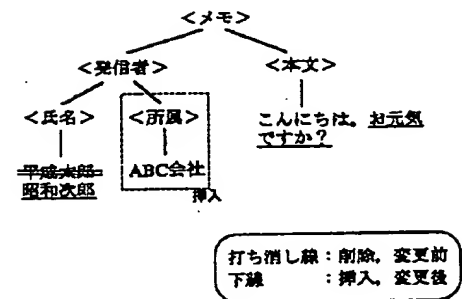 <メモ>
<発信者> <本文>
<氏名> <所属> こんにちは。お元気
ですか？
平成太郎 ABC会社
昭和次郎
挿入
打ち消し線：削除，変更前
下線　　　：挿入，変更後